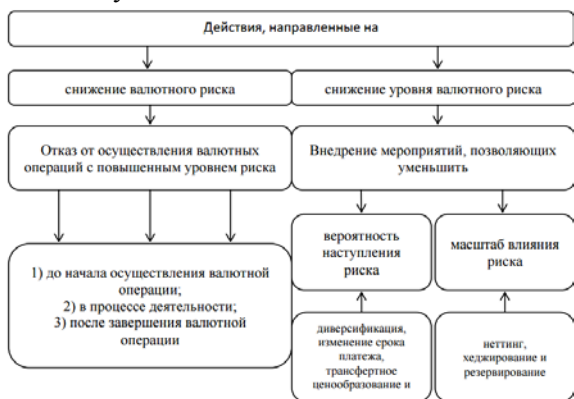 Действия, направленные на
снижение валютного риска
снижение уровня валютного риска
Отказ от осуществления валютных
операций с повышенным уровнем риска
Внедрение мероприятий, позволяющих
уменьшить
1) до начала осуществления валютной
операции;
2) в процессе деятельности;
3) после завершения валютной
операции
вероятность
наступления
риска
масштаб влияния
риска
диверсификация,
изменение срока
платежа,
трансфертное
ценообразование и
неттинг,
хеджирование и
резервирование